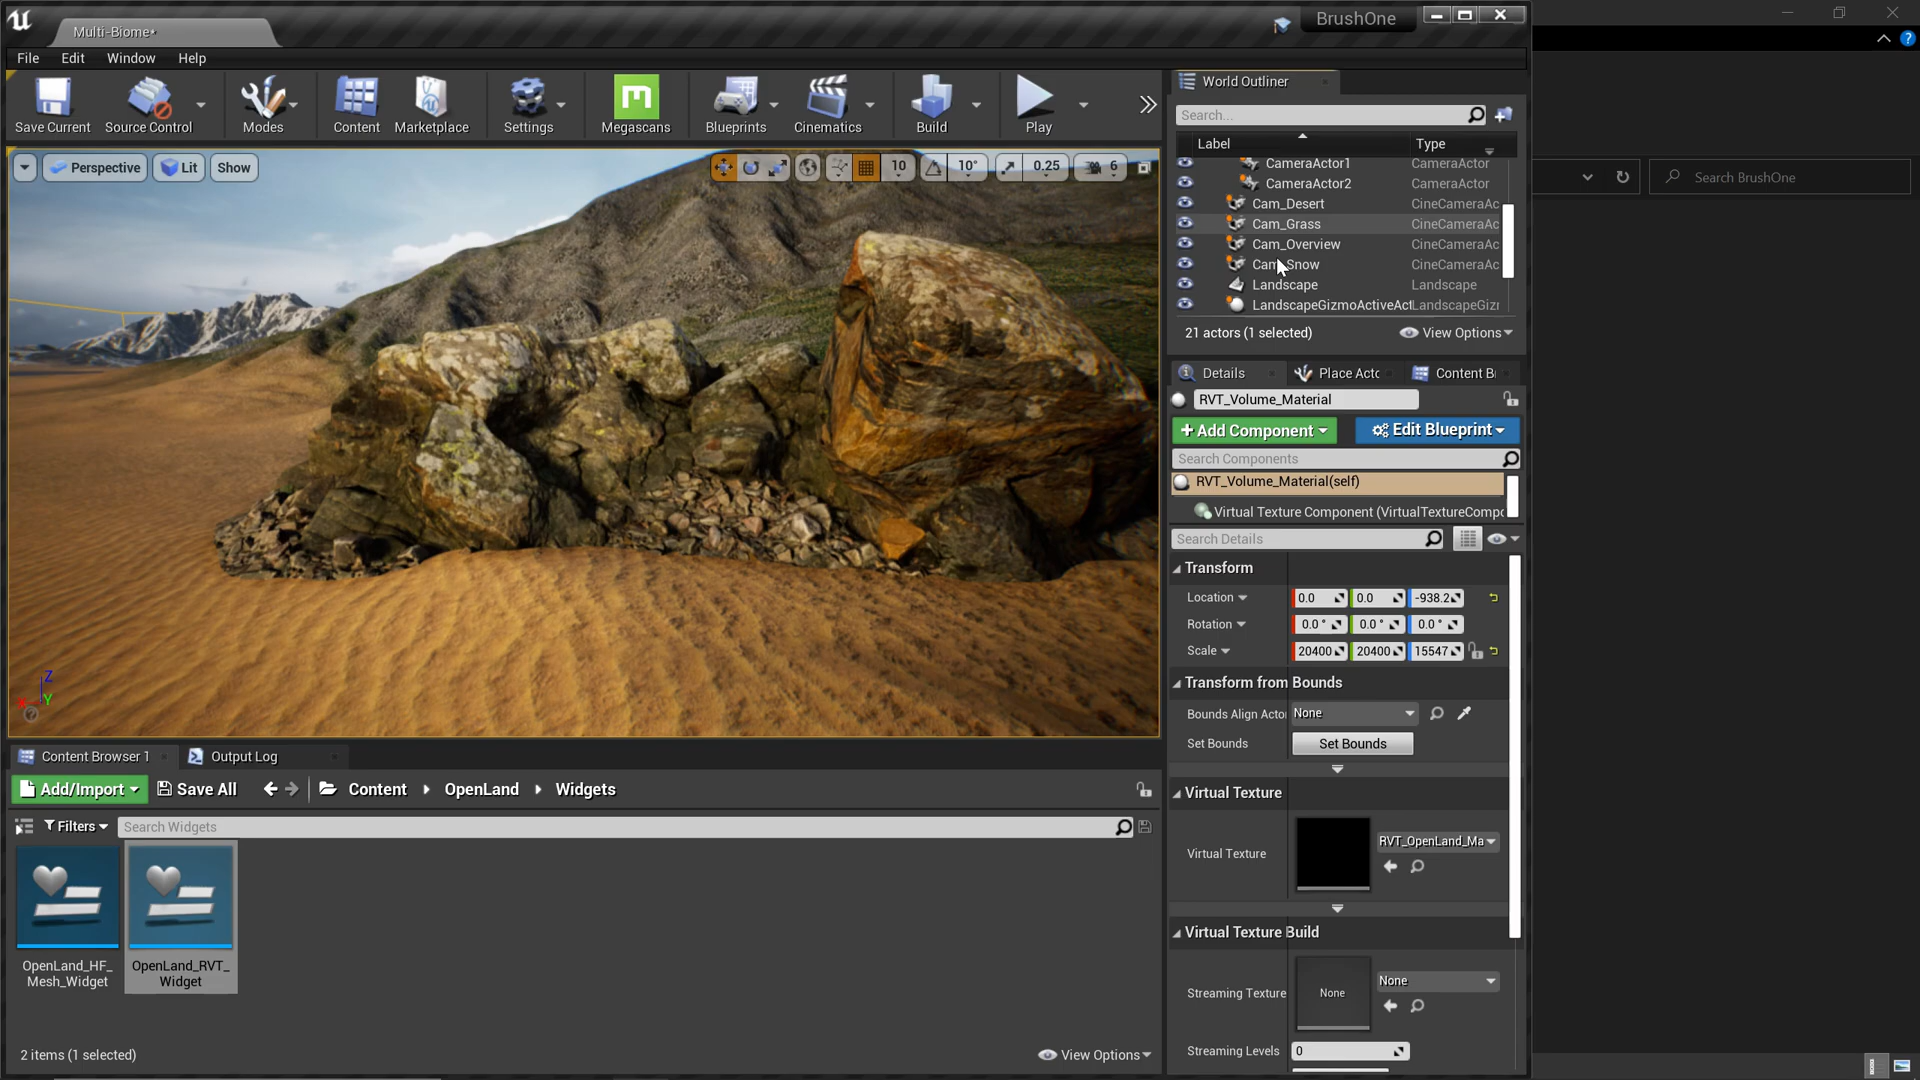 Multi-Biome*
BrushOne
File Edit Window Help
Save Current
Source Control
Modes
Content
Marketplace
Settings
Megascans
Blueprints
Cinematics
Build
Play
Perspective
Lit
Show
10
10°
0.25
6
World Outliner
Search...
Label Type
CameraActor1 CameraActor
CameraActor2 CameraActor
Cam_Desert CineCameraAc
Cam_Grass CineCameraAc
Cam_Overview CineCameraAc
Cam_Snow CineCameraAc
Landscape Landscape
LandscapeGizmoActiveAct LandscapeGizr
21 actors (1 selected) View Options
Search BrushOne
Details Place Acto Content B
RVT_Volume_Material
+Add Component Edit Blueprint
Search Components
RVT_Volume_Material(self)
Virtual Texture Component (VirtualTextureCompo
Search Details
Transform
Location 0.0 0.0 -938.2
Rotation 0.0 ° 0.0 ° 0.0 °
Scale 20400 20400 15547
Transform from Bounds
Bounds Align Acto None
Set Bounds Set Bounds
Virtual Texture
Virtual Texture RVT_OpenLand_Ma
Virtual Texture Build
Streaming Texture None None
Streaming Levels 0
Z
X
Y
Content Browser 1 Output Log
Add/Import Save All Content OpenLand Widgets
Filters Search Widgets
OpenLand_HF_
Mesh_Widget
OpenLand_RVT_
Widget
2 items (1 selected) View Options